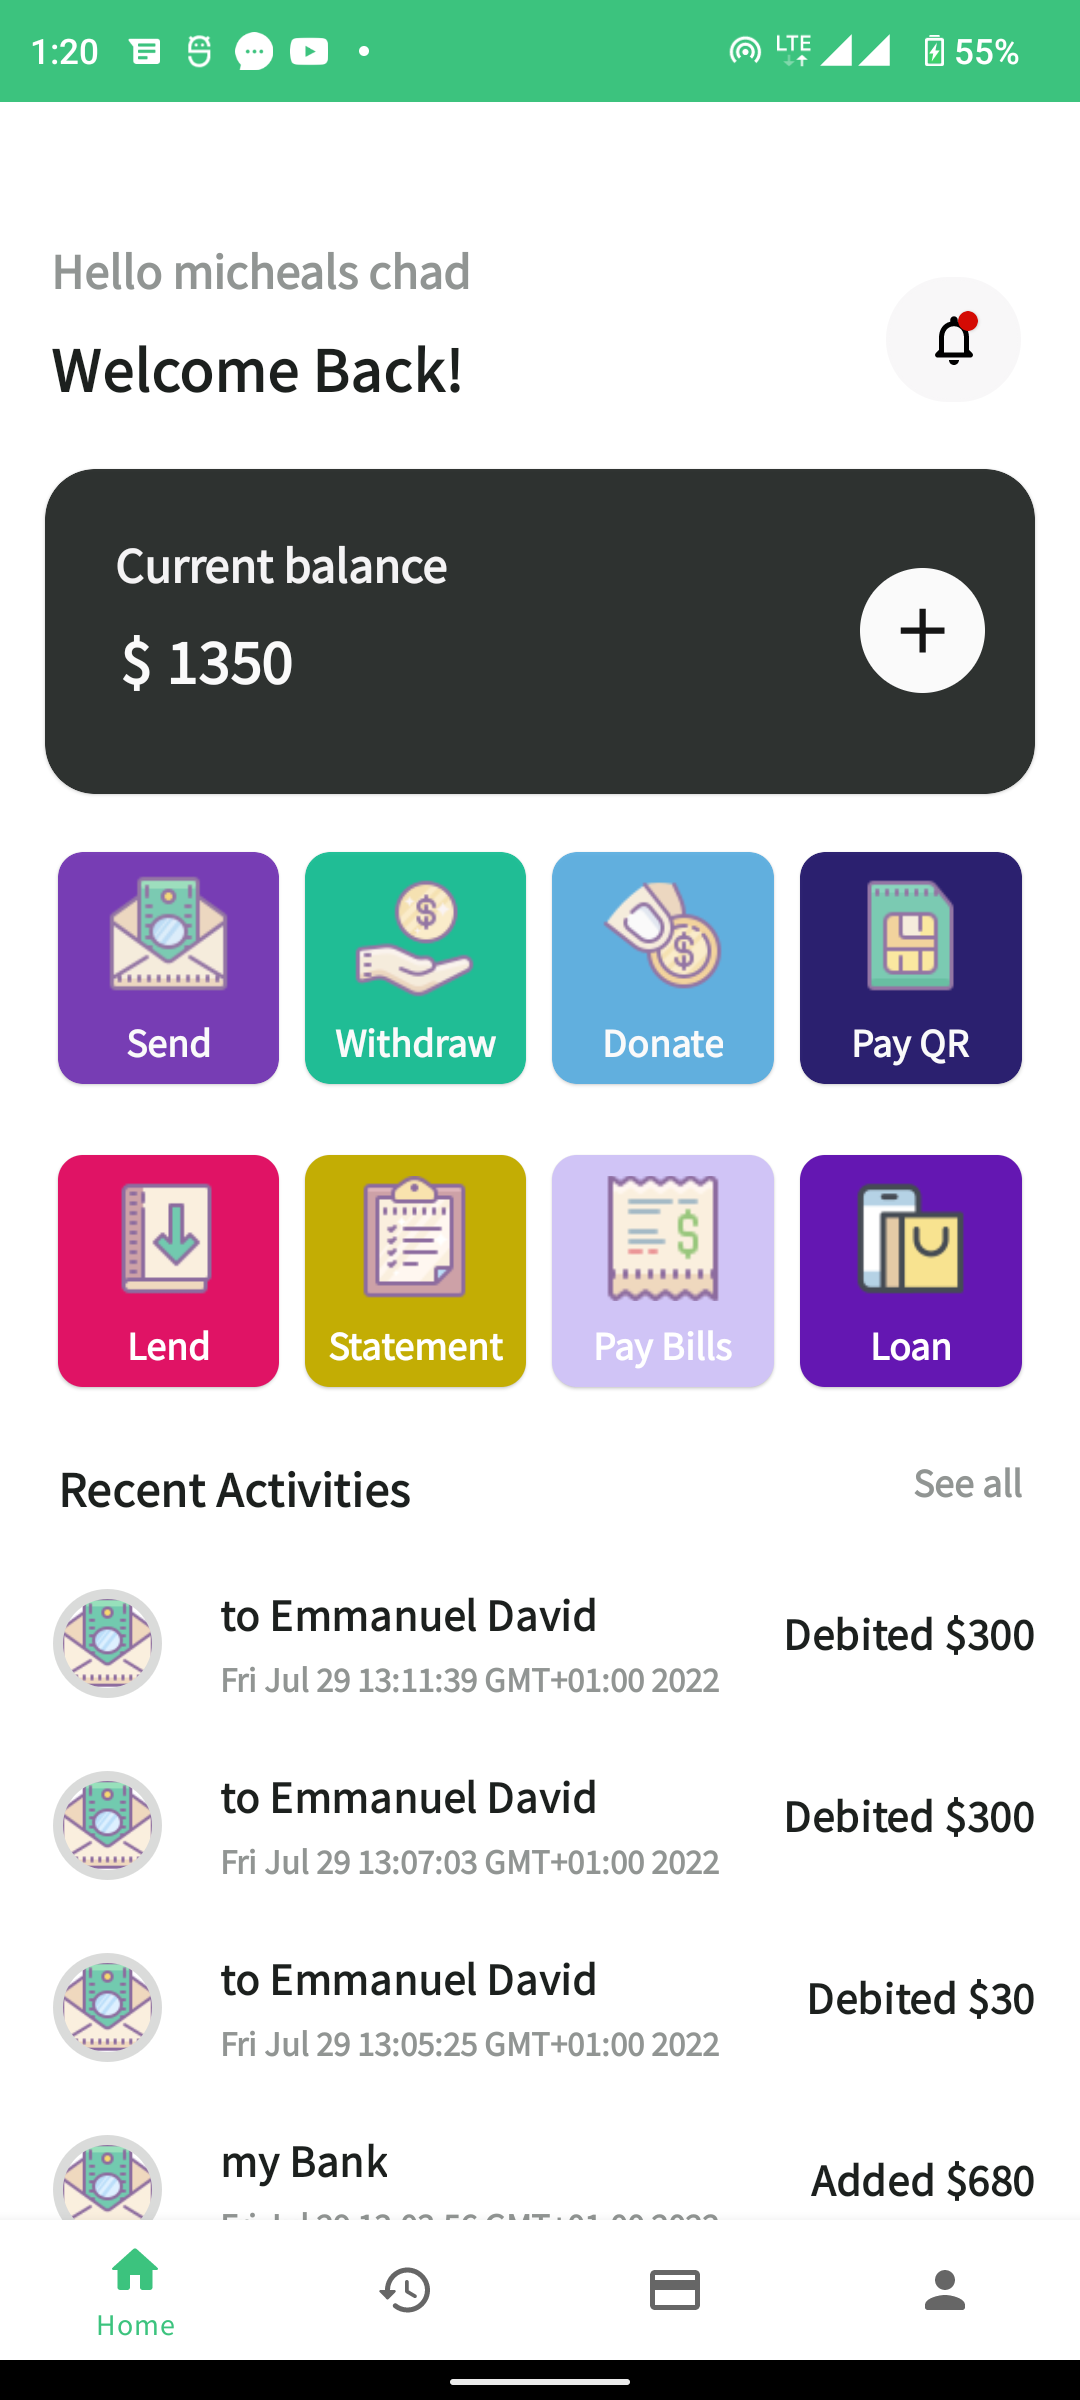 1:20
LTE
55%
Hello micheals chad
Welcome Back!
Current balance
$ 1350
Send
Withdraw
Donate
Pay QR
Lend
Statement
Pay Bills
Loan
Recent Activities
See all
to Emmanuel David
Debited $300
Fri Jul 29 13:11:39 GMT+01:00 2022
to Emmanuel David
Debited $300
Fri Jul 29 13:07:03 GMT+01:00 2022
to Emmanuel David
Debited $30
Fri Jul 29 13:05:25 GMT+01:00 2022
my Bank
Added $680
Home